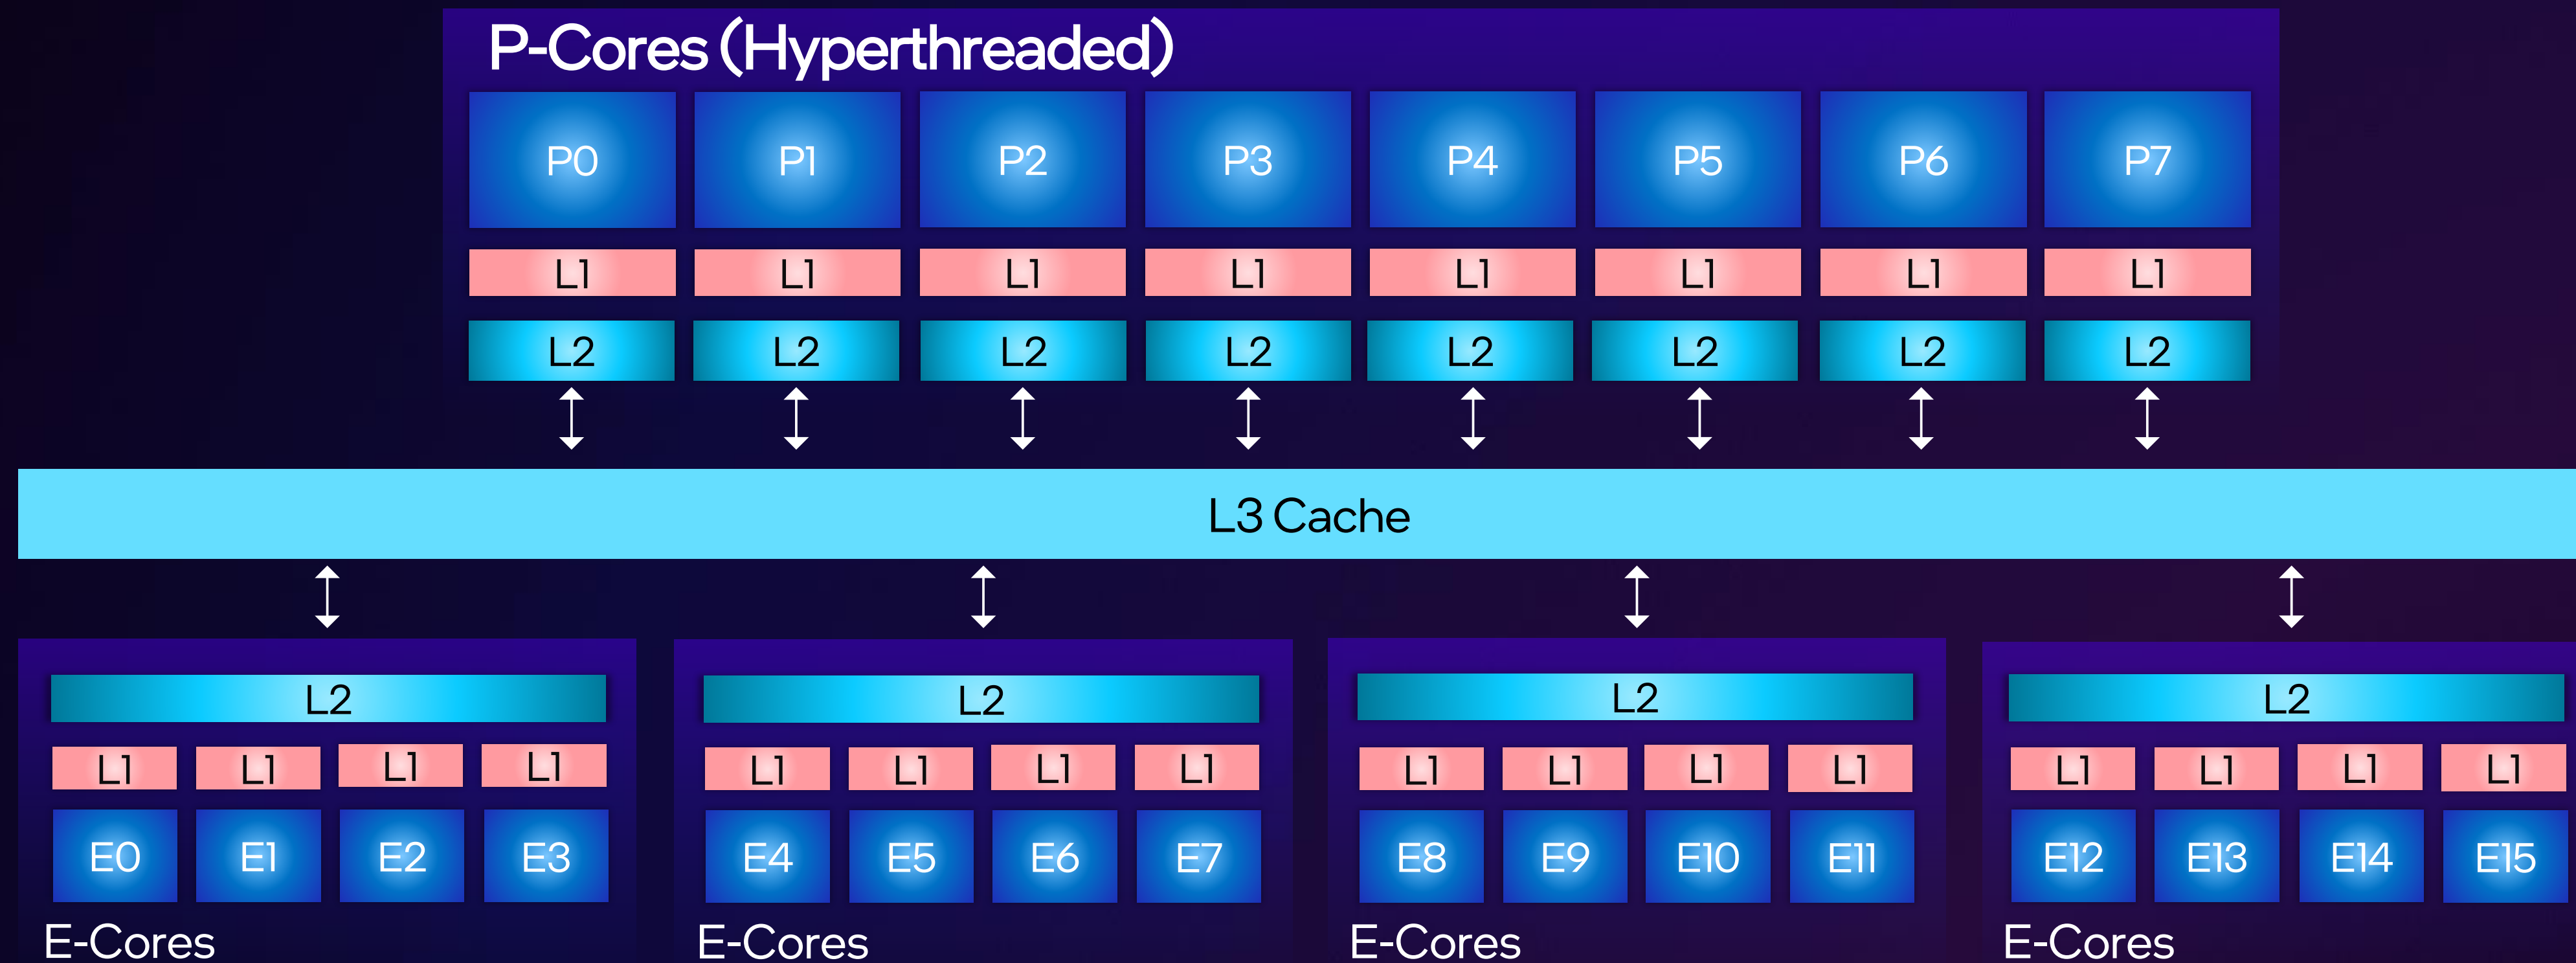 P-Cores (Hyperthreaded)
P0 P1 P2 P3 P4 P5 P6 P7
L1 L1 L1 L1 L1 L1 L1 L1
L2 L2 L2 L2 L2 L2 L2 L2
L3 Cache
L2 L2 L2 L2
L1 L1 L1 L1 L1 L1 L1 L1 L1 L1 L1 L1 L1 L1 L1 L1
E0 E1 E2 E3 E4 E5 E6 E7 E8 E9 E10 E11 E12 E13 E14 E15
E-Cores E-Cores E-Cores E-Cores